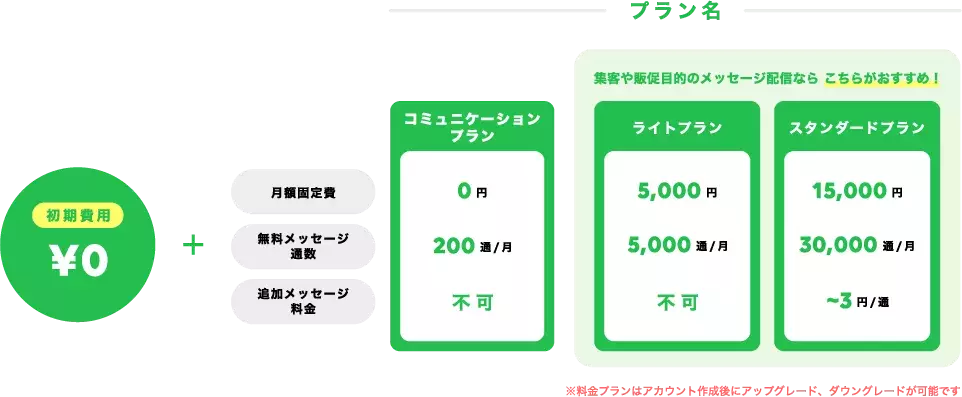 プラン名
集客や販促目的のメッセージ配信なら こちらがおすすめ！
コミュニケーション
プラン
ライトプラン
スタンダードプラン
初期費用
¥0
+
月額固定費
0 円
5,000 円
15,000 円
無料メッセージ
通数
200 通/月
5,000 通/月
30,000 通/月
追加メッセージ
料金
不可
不可
~3 円/通
※料金プランはアカウント作成後にアップグレード、ダウングレードが可能です